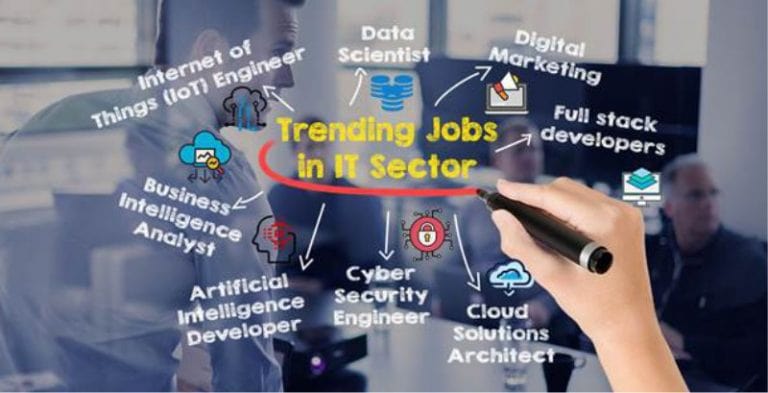 Trending Jobs
in IT Sector
Internet of
Things (IoT) Engineer
Data
Scientist
Digital
Marketing
Full stack
developers
Business
Intelligence
Analyst
Artificial
Intelligence
Developer
Cyber
Security
Engineer
Cloud
Solutions
Architect